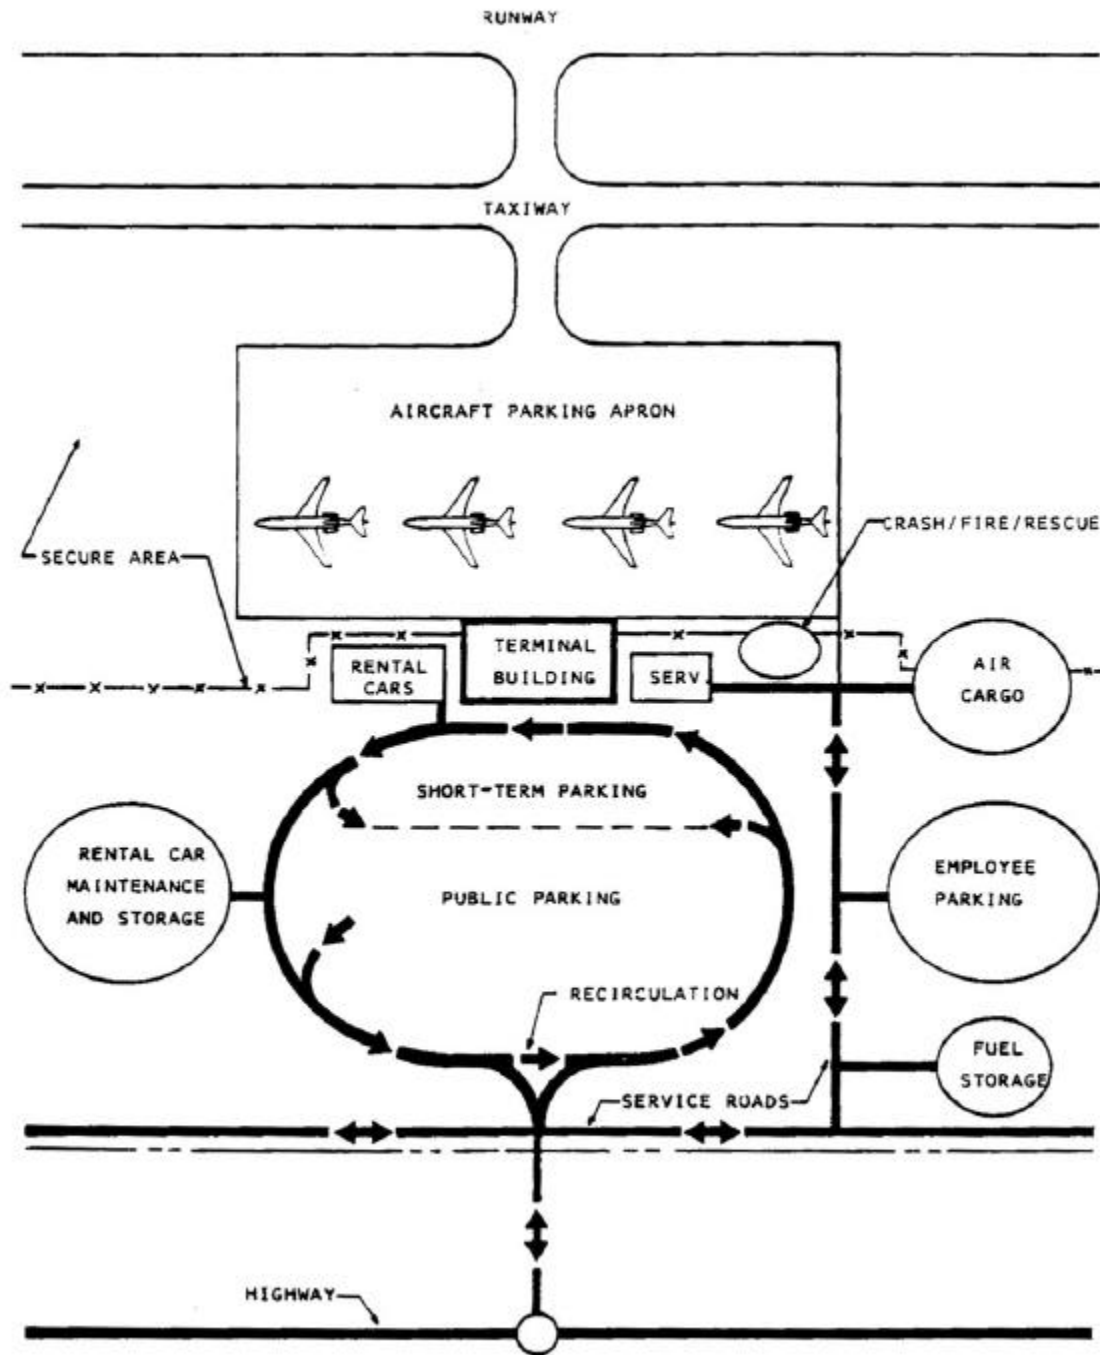 RUNWAY
TAXIWAY
AIRCRAFT PARKING APRON
CRASH/FIRE/RESCUE
SECURE AREA
TERMINAL
BUILDING
RENTAL
CARS
SERV
AIR
CARGO
SHORT-TERM PARKING
RENTAL CAR
MAINTENANCE
AND STORAGE
PUBLIC PARKING
EMPLOYEE
PARKING
RECIRCULATION
FUEL
STORAGE
SERVICE ROADS
HIGHWAY